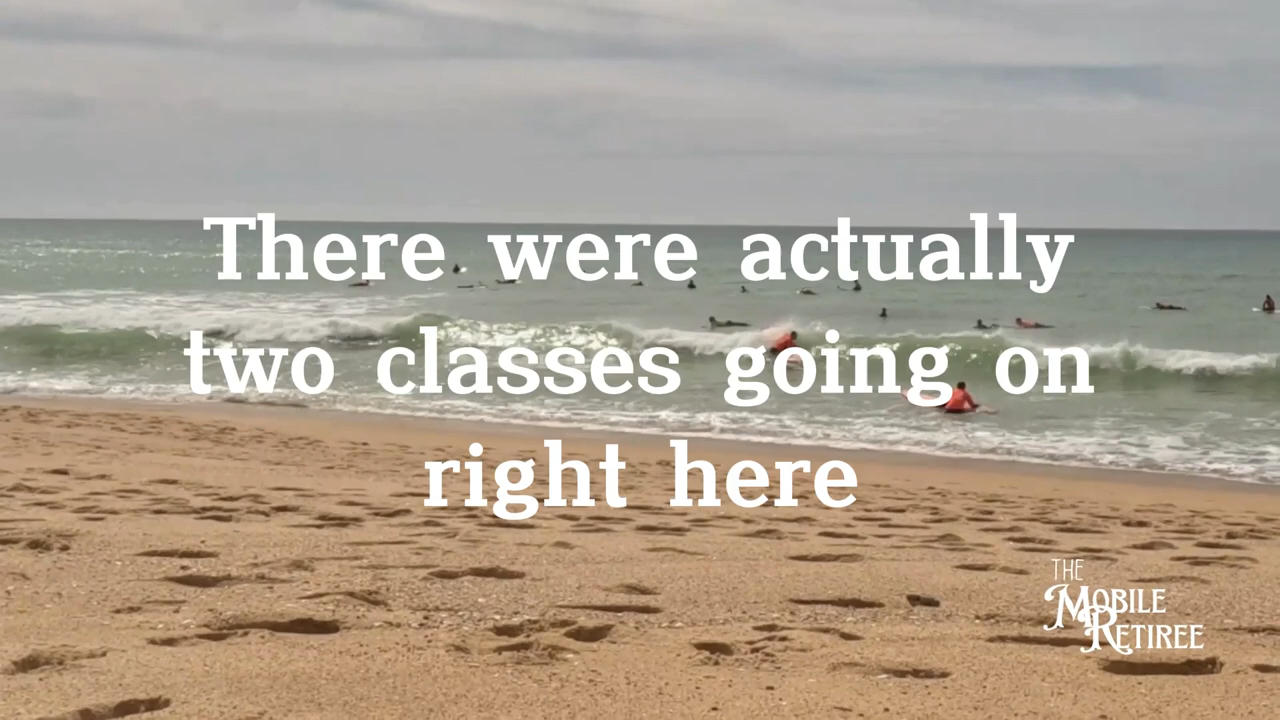 There were actually
two classes going on
right here
THE
MOBILE
RETIREE